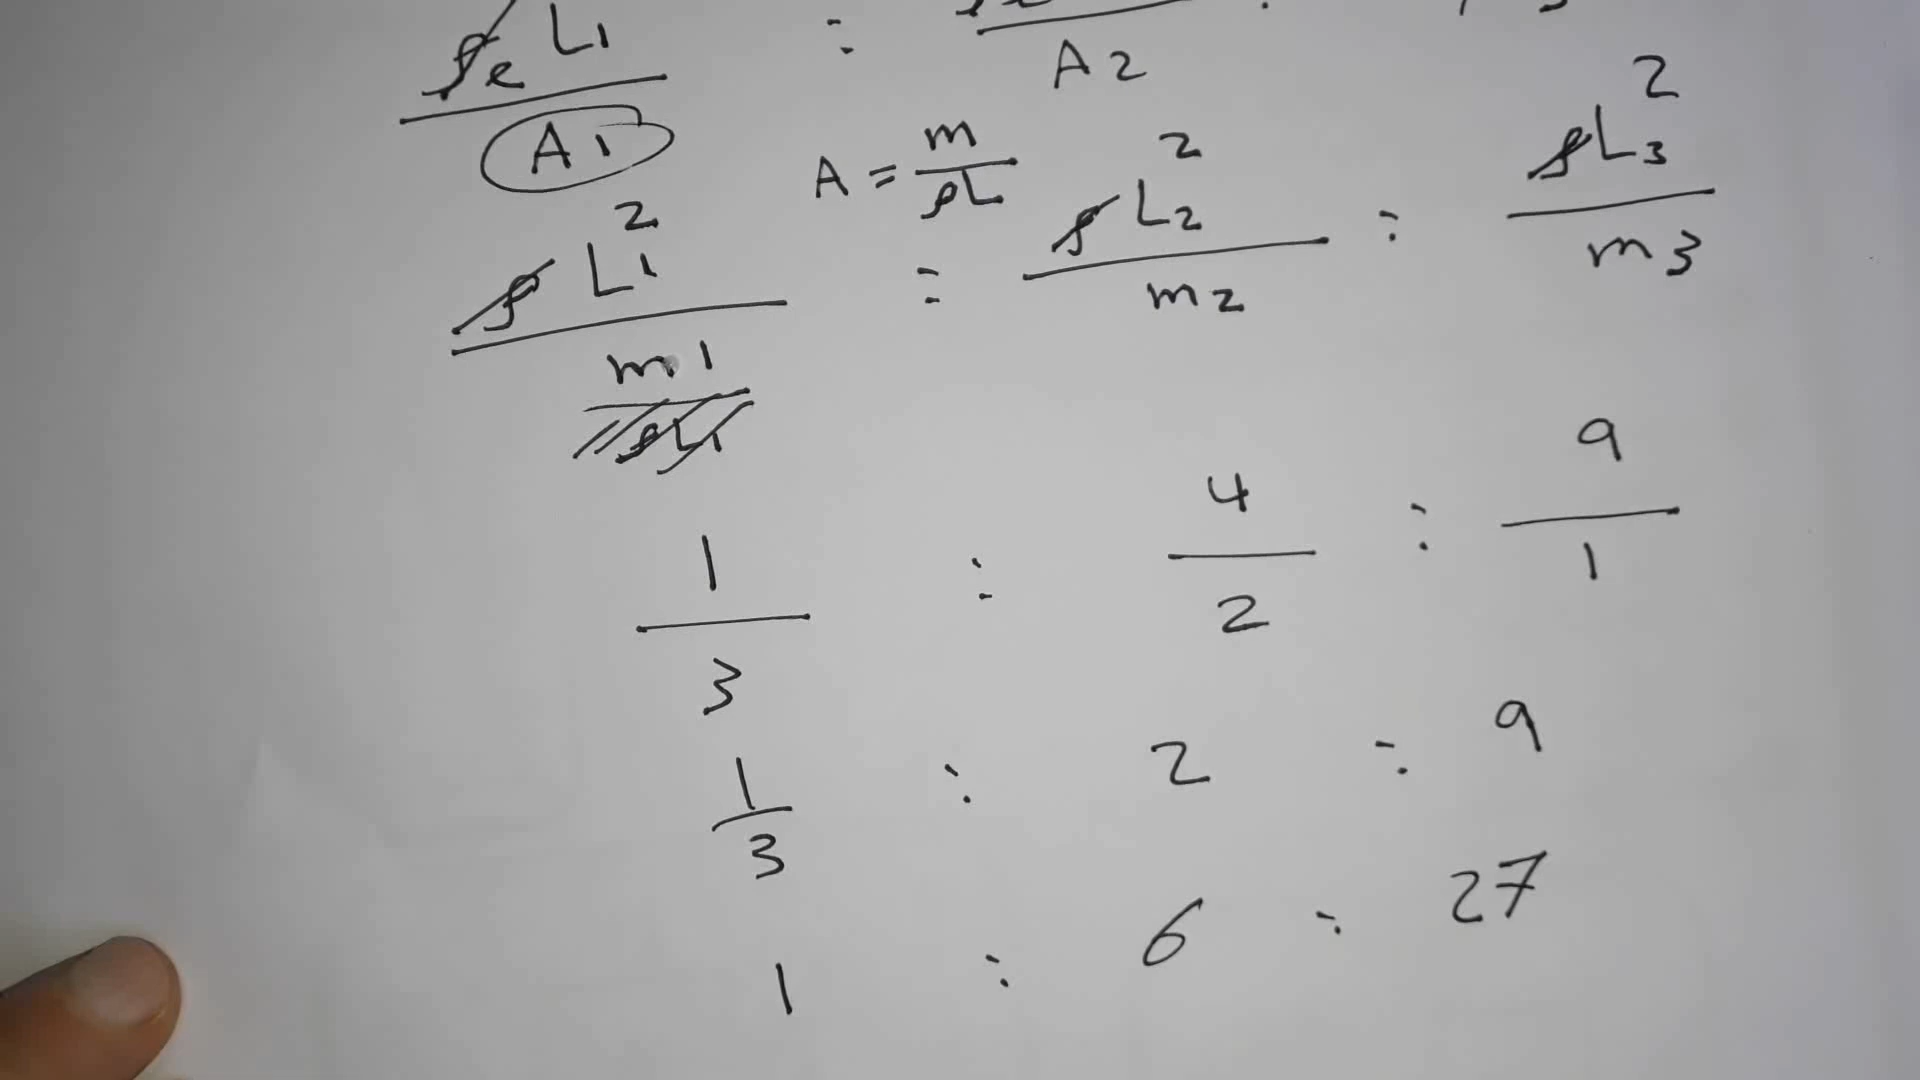 ρe L1 : A2
A1
A = m/ρL
ρL1²/m1 : ρL2²/m2 : ρL3²/m3
ρL1
1/3 : 4/2 : 9/1
1/3 : 2 : 9
1 : 6 : 27